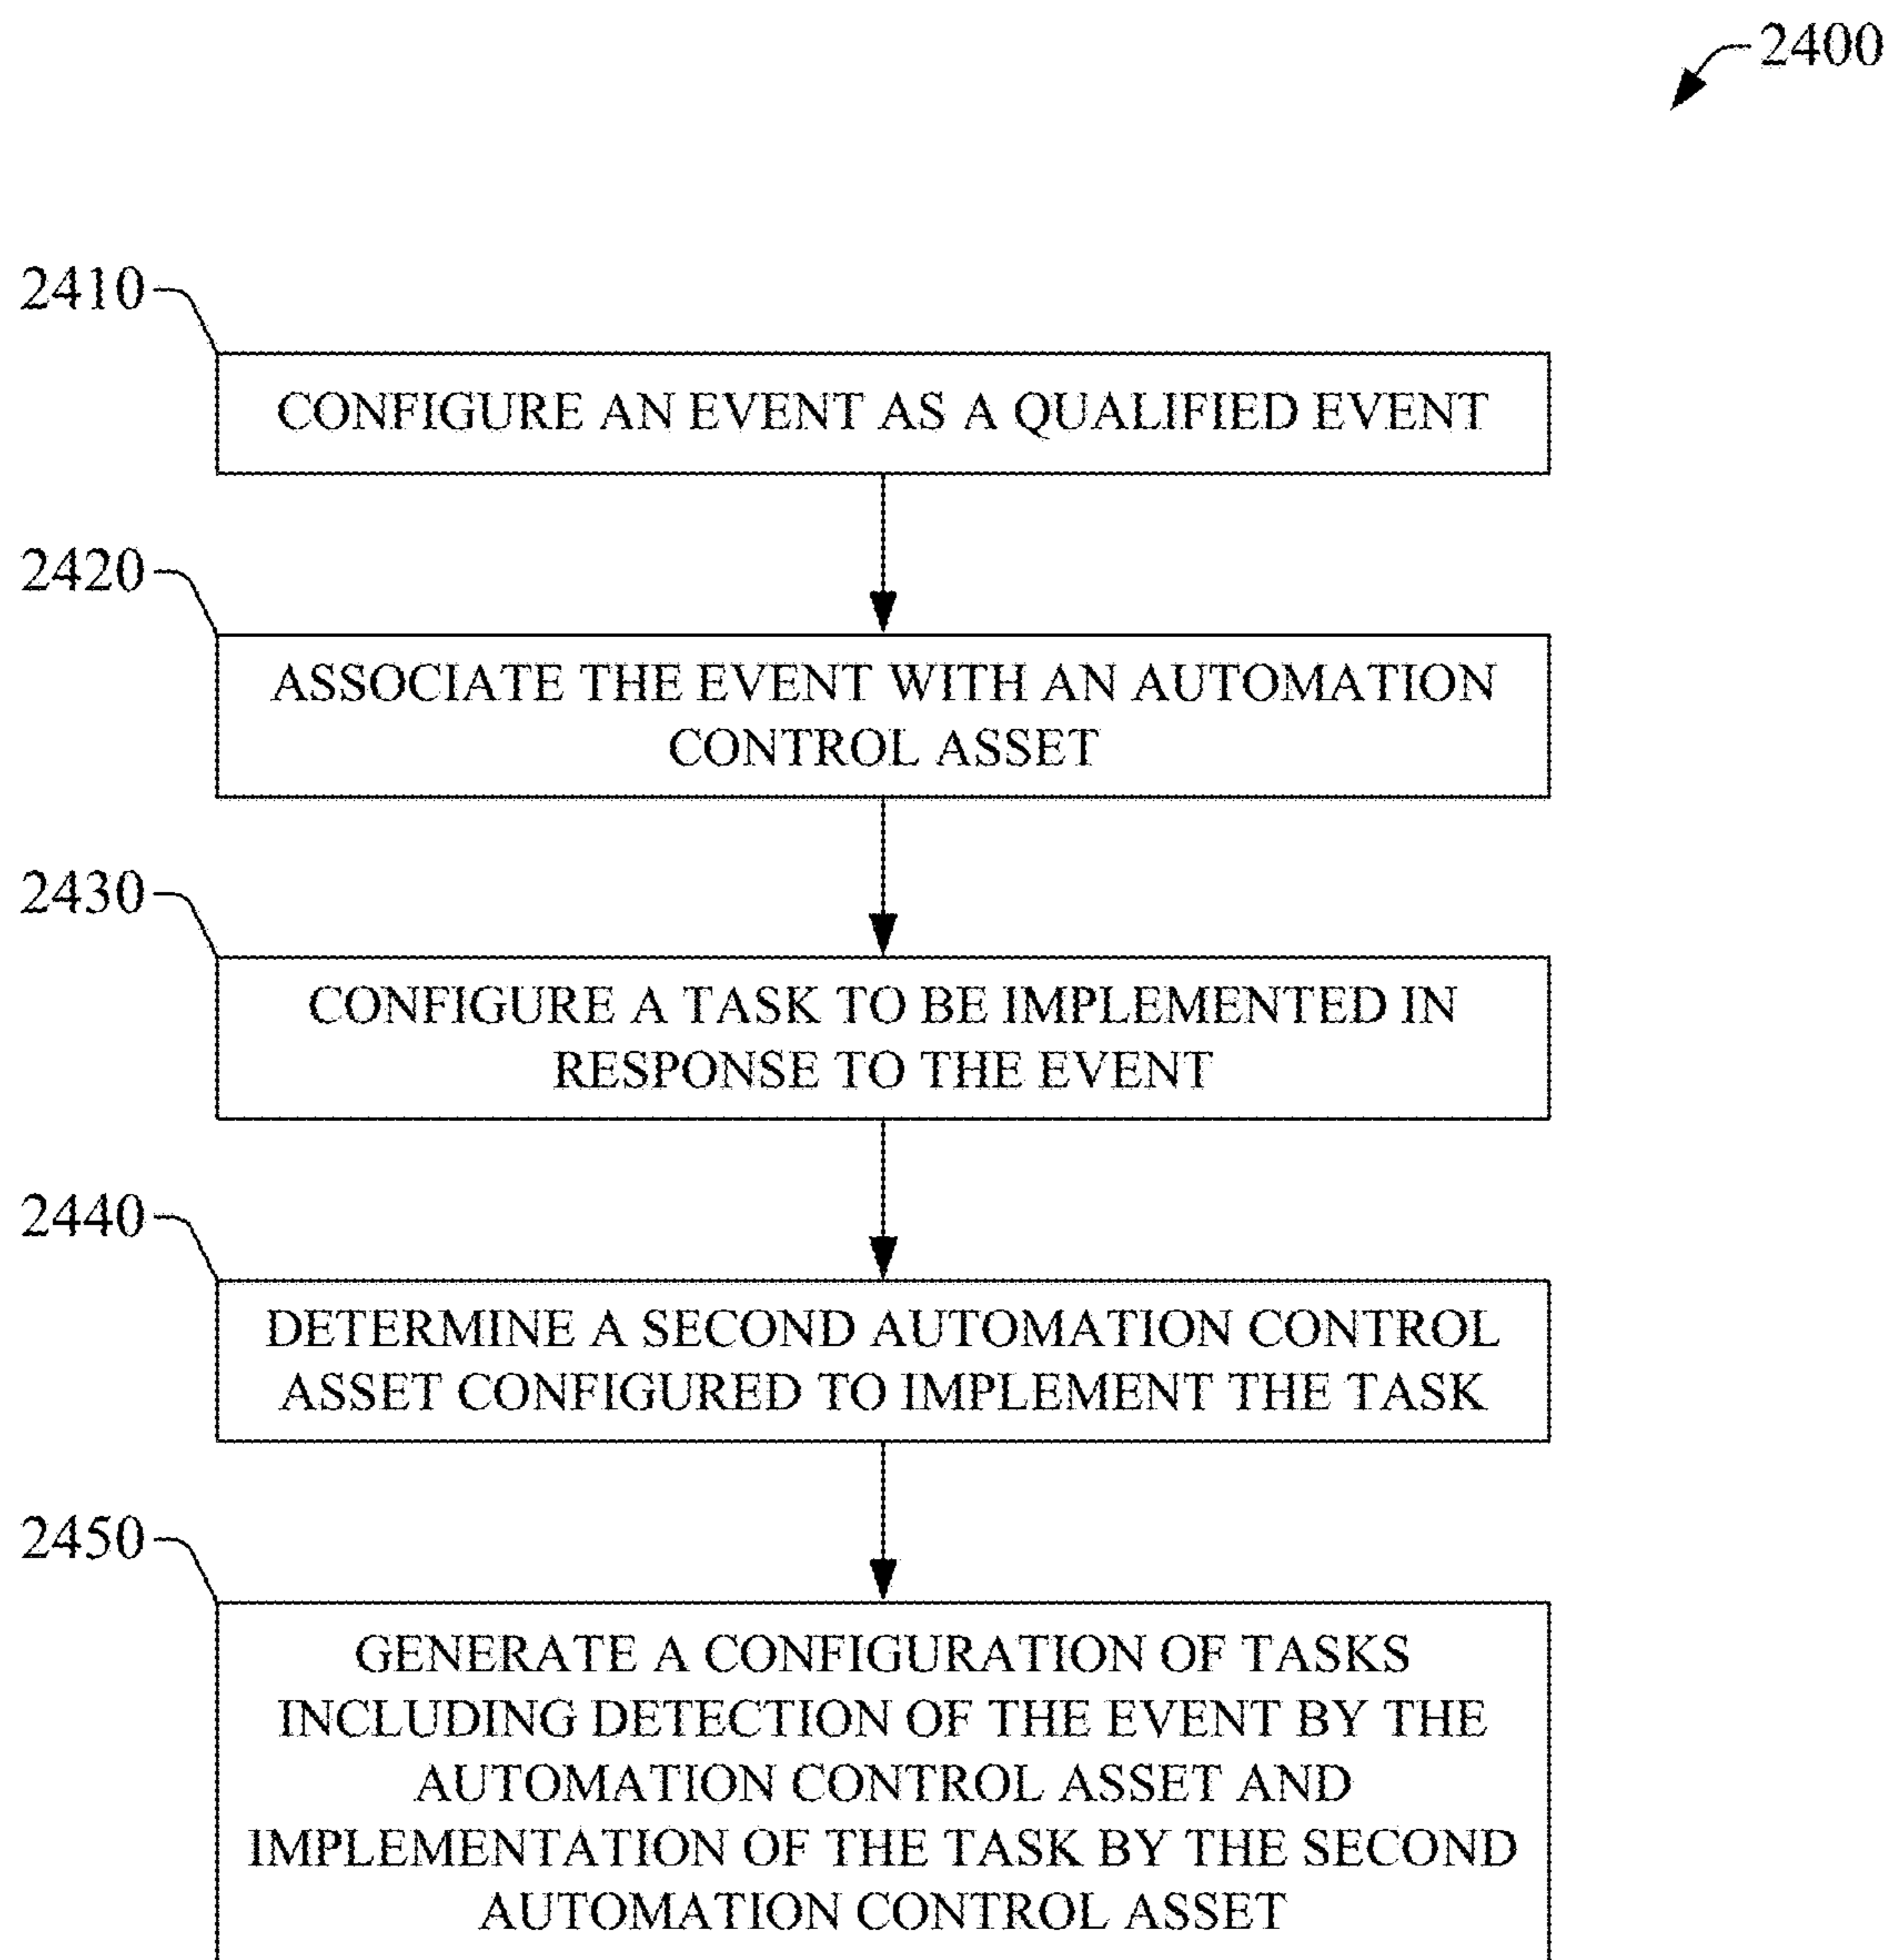 2400
2410
CONFIGURE AN EVENT AS A QUALIFIED EVENT
2420
ASSOCIATE THE EVENT WITH AN AUTOMATION
CONTROL ASSET
2430
CONFIGURE A TASK TO BE IMPLEMENTED IN
RESPONSE TO THE EVENT
2440
DETERMINE A SECOND AUTOMATION CONTROL
ASSET CONFIGURED TO IMPLEMENT THE TASK
2450
GENERATE A CONFIGURATION OF TASKS
INCLUDING DETECTION OF THE EVENT BY THE
AUTOMATION CONTROL ASSET AND
IMPLEMENTATION OF THE TASK BY THE SECOND
AUTOMATION CONTROL ASSET